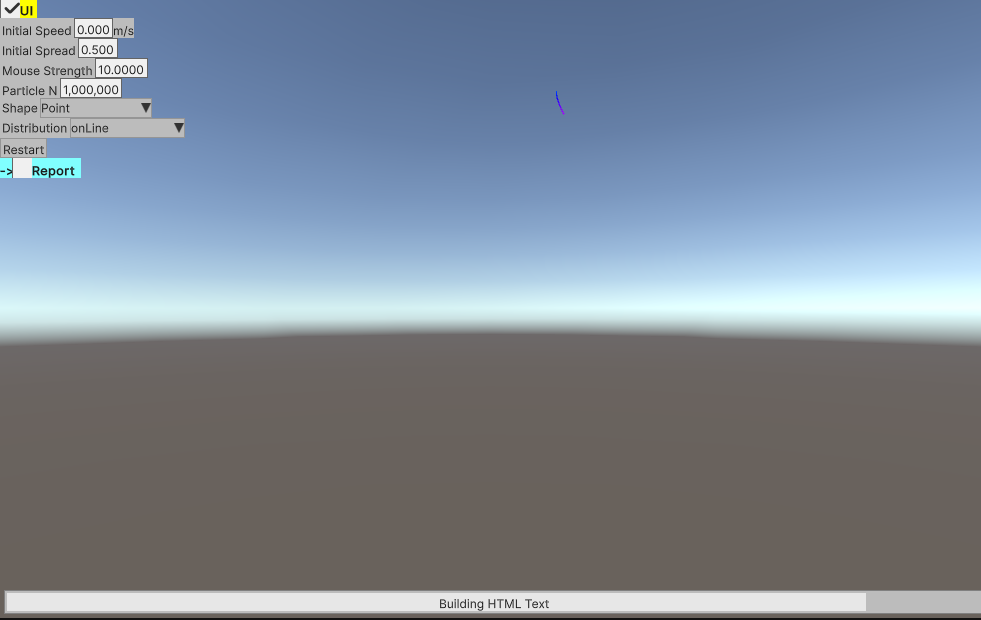 UI
Initial Speed 0.000 m/s
Initial Spread 0.500
Mouse Strength 10.0000
Particle N 1,000,000
Shape Point
Distribution onLine
Restart
-> Report
Building HTML Text